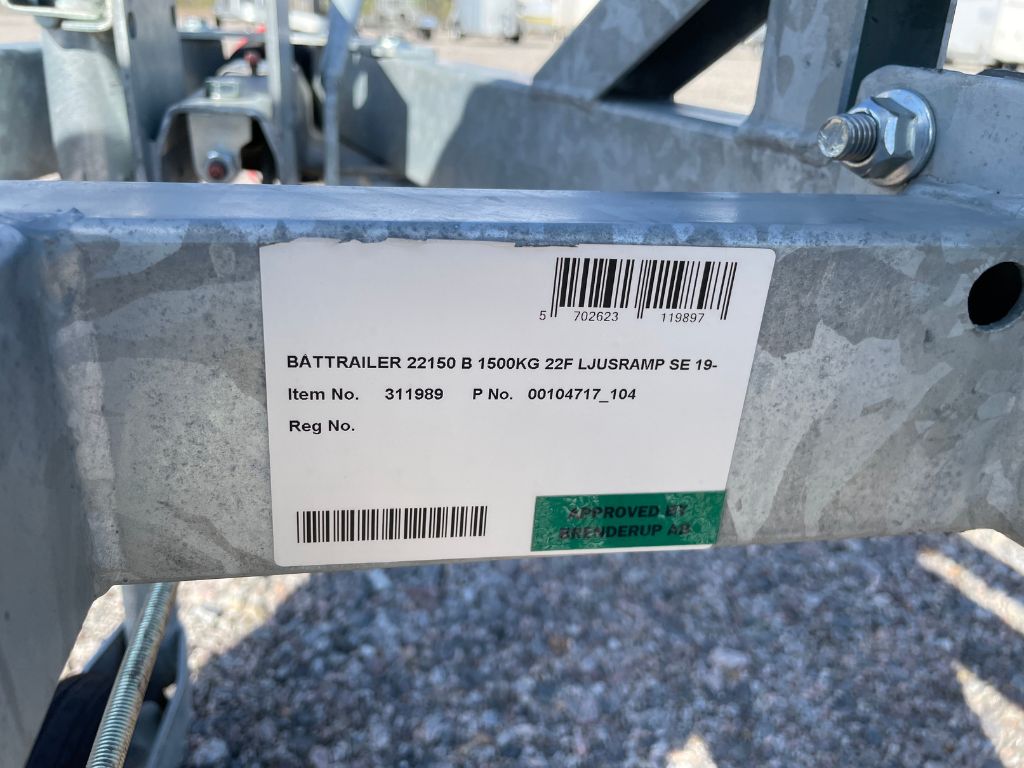 5 702623 119897
BÅTTRAILER 22150 B 1500KG 22F LJUSRAMP SE 19-
Item No. 311989 P No. 00104717_104
Reg No.
APPROVED BY
BRENDERUP AB